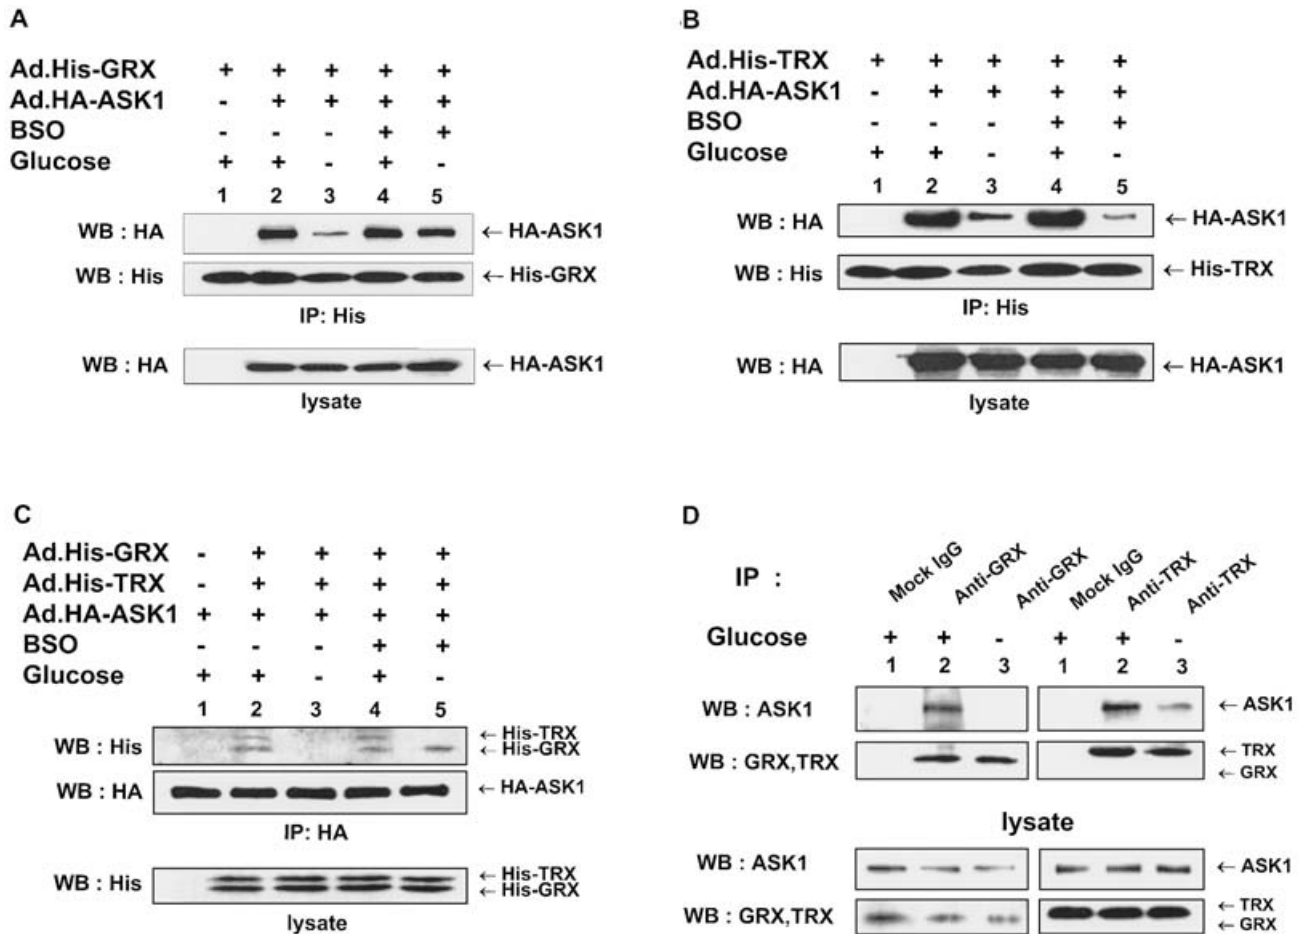 A
Ad.His-GRX + + + + +
Ad.HA-ASK1 - + + + +
BSO - - - + +
Glucose + + - + -
1 2 3 4 5
WB : HA ← HA-ASK1
WB : His ← His-GRX
IP: His
WB : HA ← HA-ASK1
lysate
B
Ad.His-TRX + + + + +
Ad.HA-ASK1 - + + + +
BSO - - - + +
Glucose + + - + -
1 2 3 4 5
WB : HA ← HA-ASK1
WB : His ← His-TRX
IP: His
WB : HA ← HA-ASK1
lysate
C
Ad.His-GRX - + + + +
Ad.His-TRX - + + + +
Ad.HA-ASK1 + + + + +
BSO - - - + +
Glucose + + - + -
1 2 3 4 5
WB : His ← His-TRX
← His-GRX
WB : HA ← HA-ASK1
IP: HA
WB : His ← His-TRX
← His-GRX
lysate
D
IP : Mock IgG Anti-GRX Anti-GRX Mock IgG Anti-TRX Anti-TRX
Glucose + + - + + -
1 2 3 1 2 3
WB : ASK1 ← ASK1
WB : GRX,TRX ← TRX
← GRX
lysate
WB : ASK1 ← ASK1
WB : GRX,TRX ← TRX
← GRX